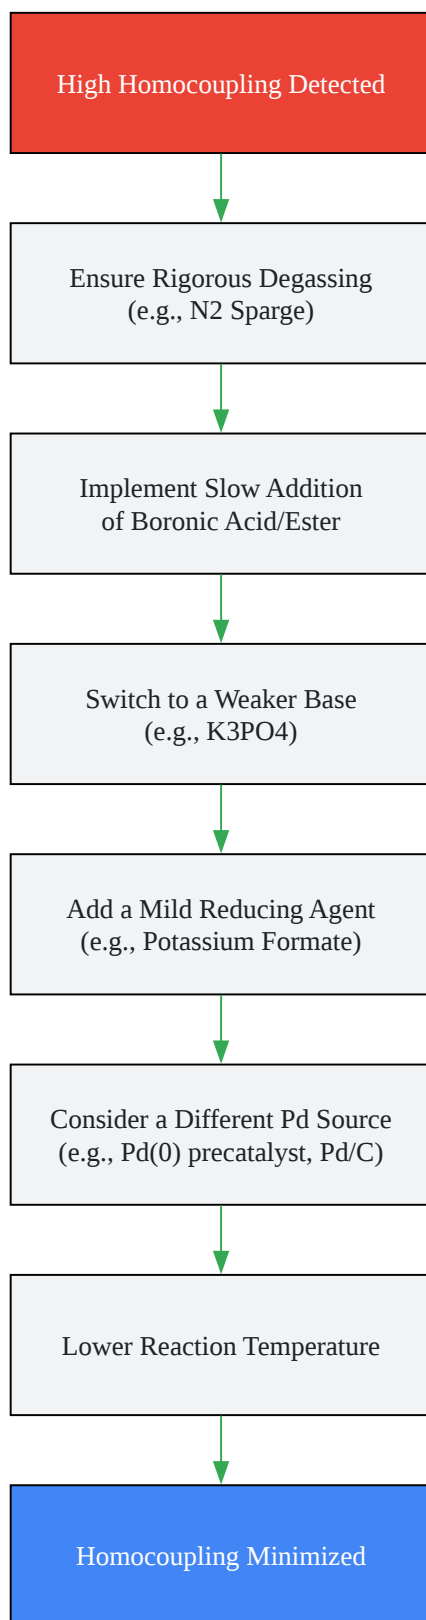 High Homocoupling Detected
Ensure Rigorous Degassing
(e.g., N2 Sparge)
Implement Slow Addition
of Boronic Acid/Ester
Switch to a Weaker Base
(e.g., K3PO4)
Add a Mild Reducing Agent
(e.g., Potassium Formate)
Consider a Different Pd Source
(e.g., Pd(0) precatalyst, Pd/C)
Lower Reaction Temperature
Homocoupling Minimized